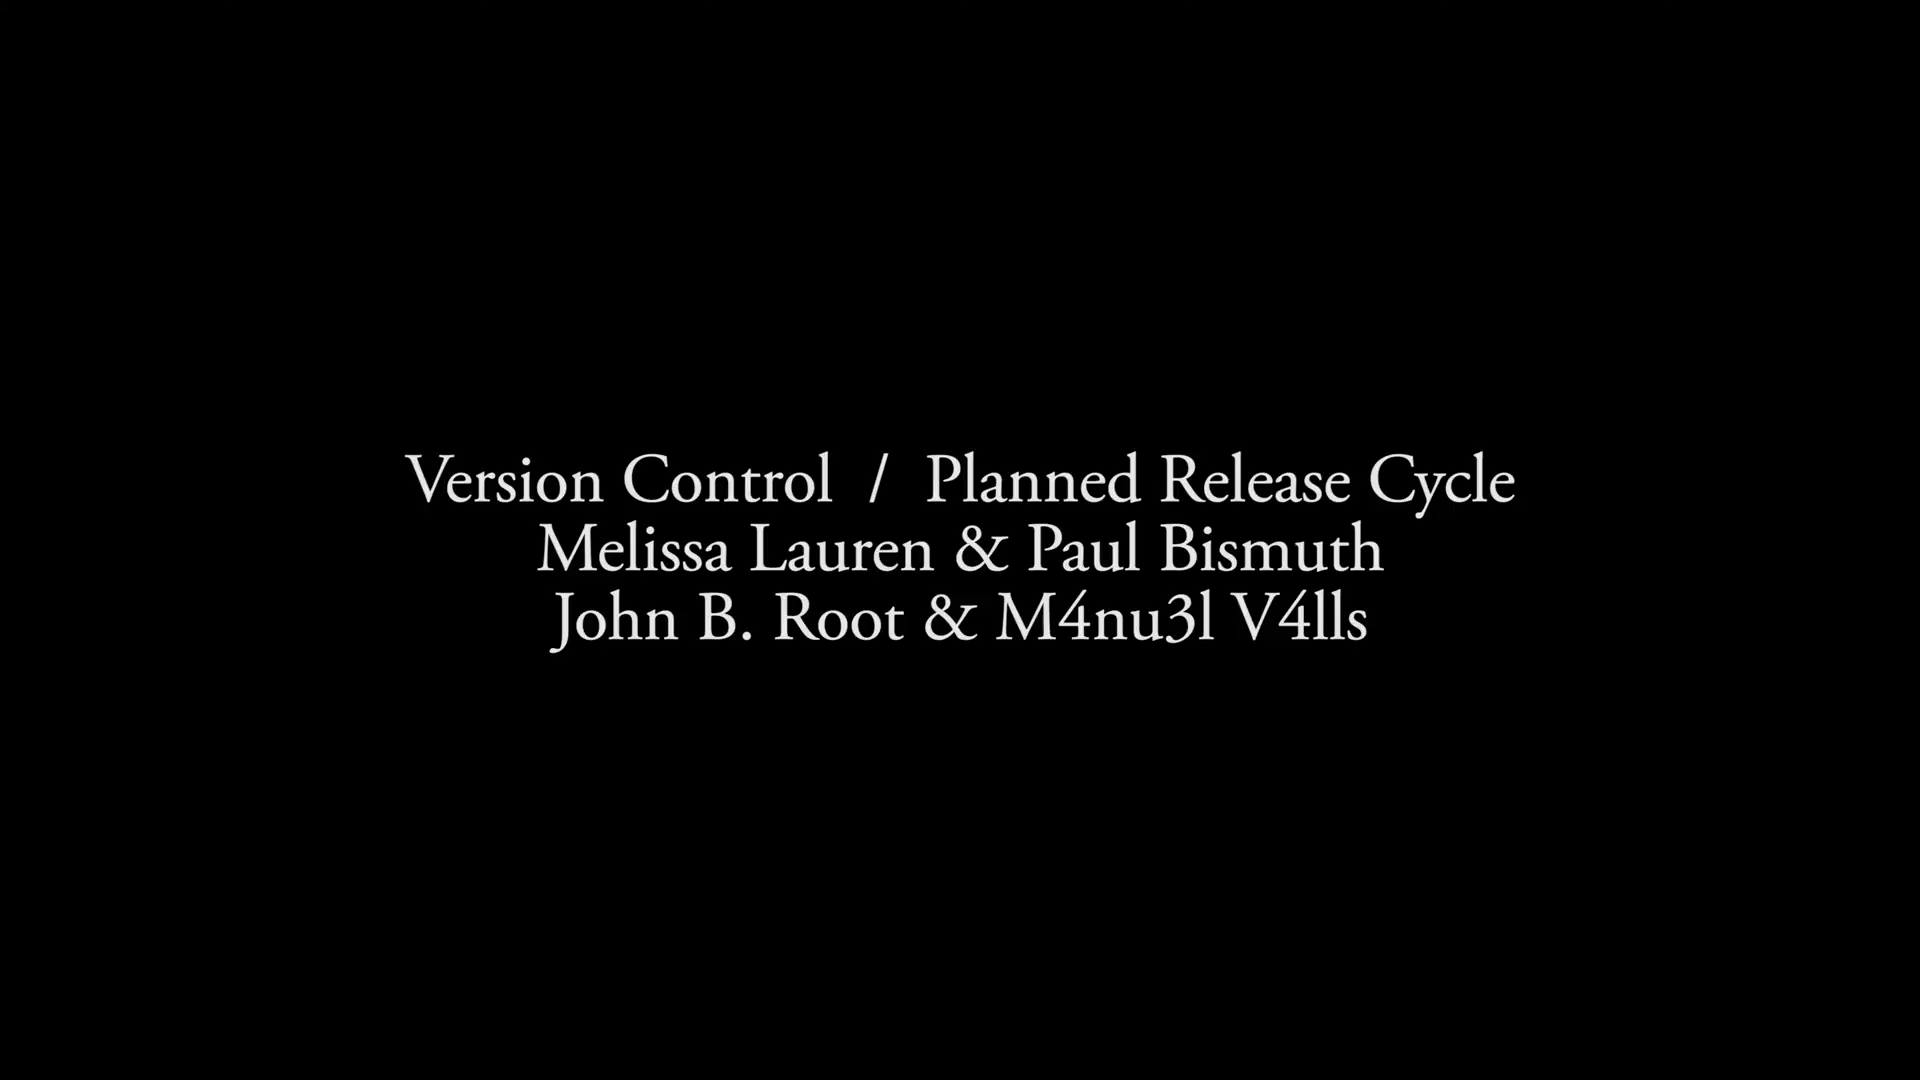 Version Control / Planned Release Cycle
Melissa Lauren & Paul Bismuth
John B. Root & M4nu3l V4lls